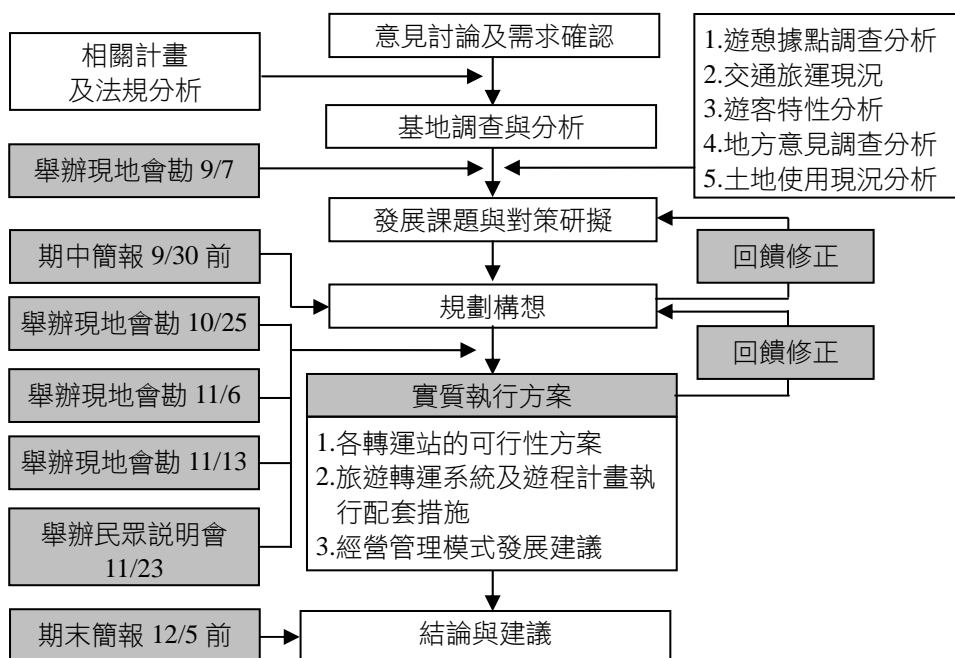 意見討論及需求確認
相關計畫
及法規分析
1.遊憩據點調查分析
2.交通旅運現況
3.遊客特性分析
4.地方意見調查分析
5.土地使用現況分析
基地調查與分析
舉辦現地會勘 9/7
發展課題與對策研擬
期中簡報 9/30 前
回饋修正
規劃構想
舉辦現地會勘 10/25
回饋修正
舉辦現地會勘 11/6
實質執行方案
1.各轉運站的可行性方案
2.旅遊轉運系統及遊程計畫執
行配套措施
3.經營管理模式發展建議
舉辦現地會勘 11/13
舉辦民眾說明會
11/23
期末簡報 12/5 前
結論與建議